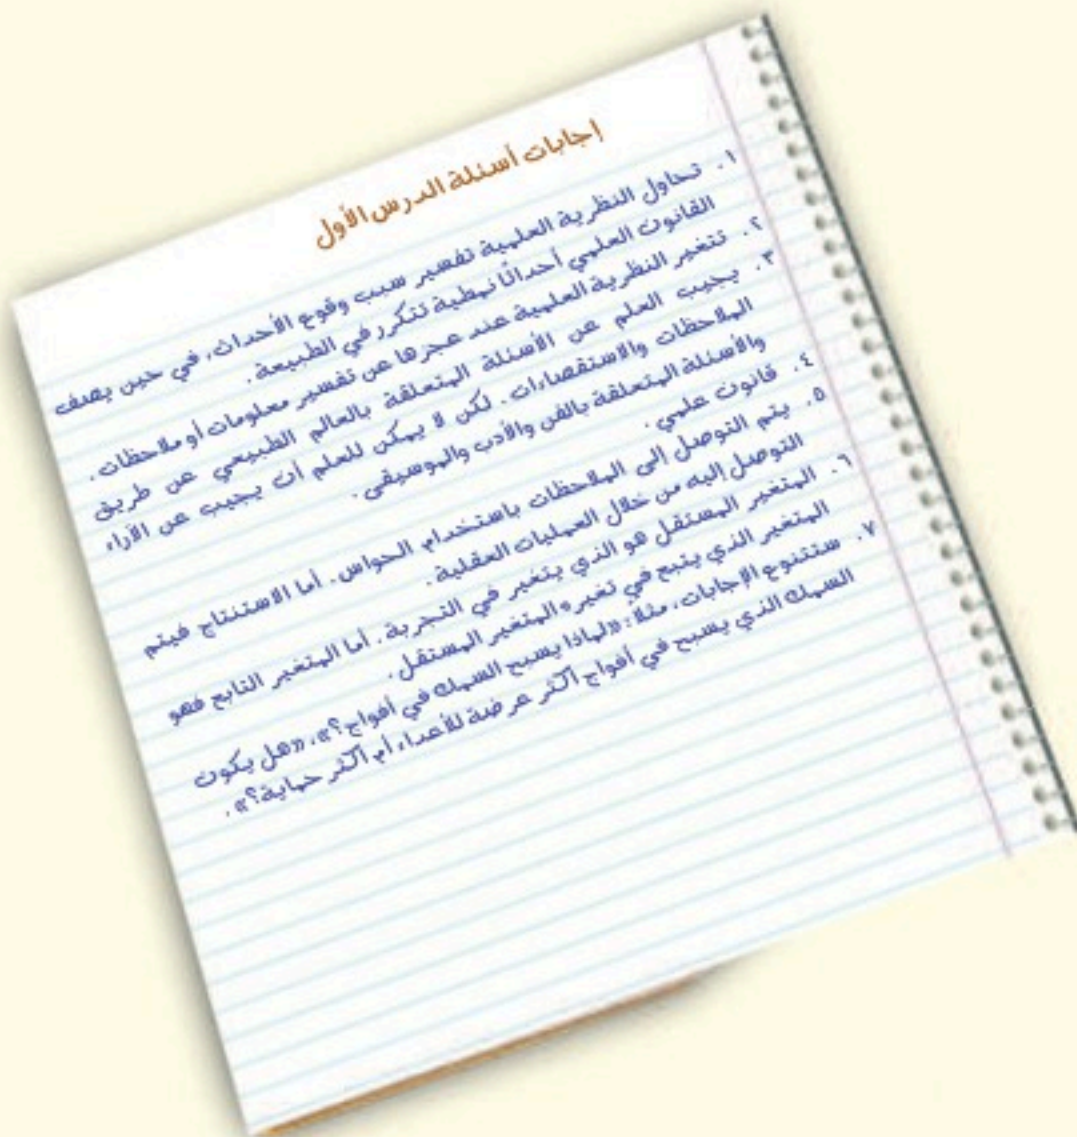 إجابات أسئلة الدرس الأول
١. تحاول النظرية العلمية تفسير سبب وقوع الأحداث، في حين يصف
القانون العلمي أحداثًا نمطية تتكرر في الطبيعة.
٢. تتغير النظرية العلمية عند عجزها عن تفسير معلومات أو ملاحظات.
٣. يجيب العلم عن الأسئلة المتعلقة بالعالم الطبيعي عن طريق
الملاحظات والاستقصاءات. لكن لا يمكن للعلم أن يجيب عن الآراء
والأسئلة المتعلقة بالفن والأدب والموسيقى.
٤. قانون علمي.
٥. يتم التوصل إلى الملاحظات باستخدام الحواس. أما الاستنتاج فيتم
التوصل إليه من خلال العمليات العقلية.
٦. المتغير المستقل هو الذي يتغير في التجربة. أما المتغير التابع فهو
المتغير الذي يتبع في تغيره المتغير المستقل.
٧. ستتنوع الإجابات، مثلاً: «لماذا يسبح السمك في أفواج؟»، «هل يكون
السمك الذي يسبح في أفواج أكثر عرضة للأعداء أم أكثر حماية؟».